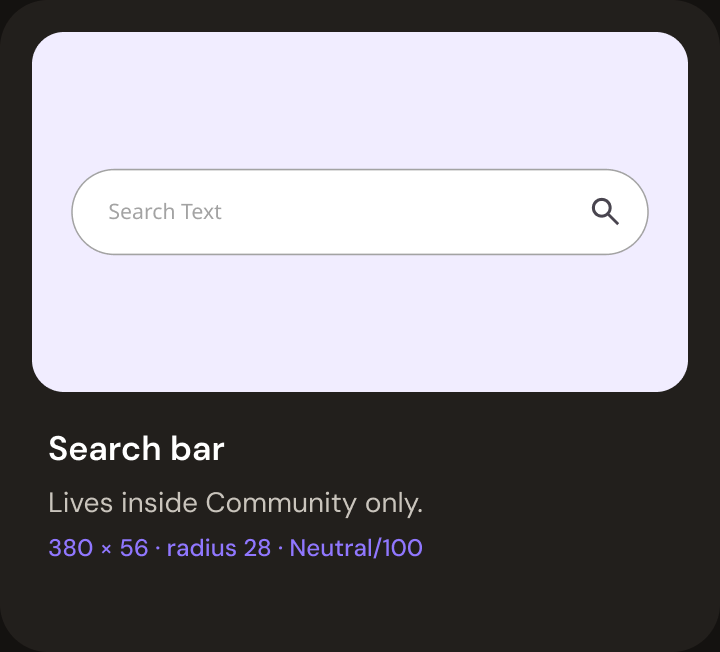 Search Text
Search bar
Lives inside Community only.
380 × 56 · radius 28 · Neutral/100